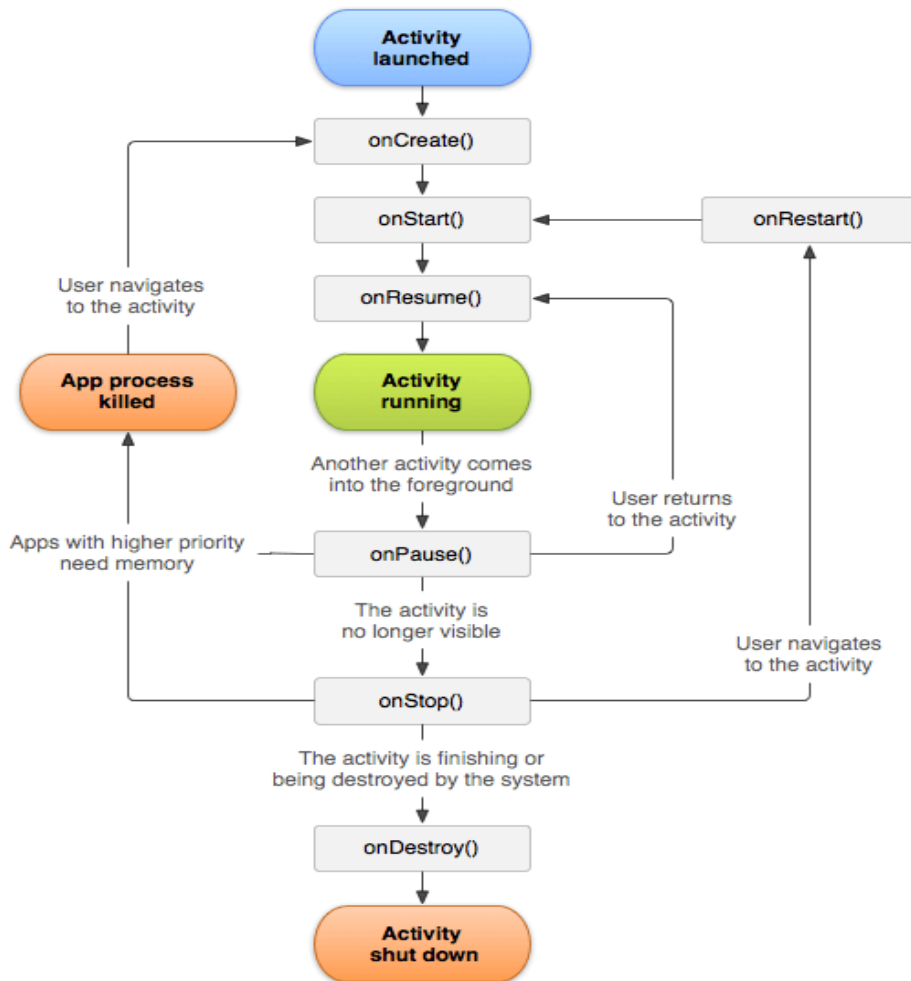 Activity
launched
onCreate()
onStart()
onRestart()
User navigates
to the activity
onResume()
App process
killed
Activity
running
Another activity comes
into the foreground
User returns
to the activity
Apps with higher priority
need memory
onPause()
The activity is
no longer visible
User navigates
to the activity
onStop()
The activity is finishing or
being destroyed by the system
onDestroy()
Activity
shut down